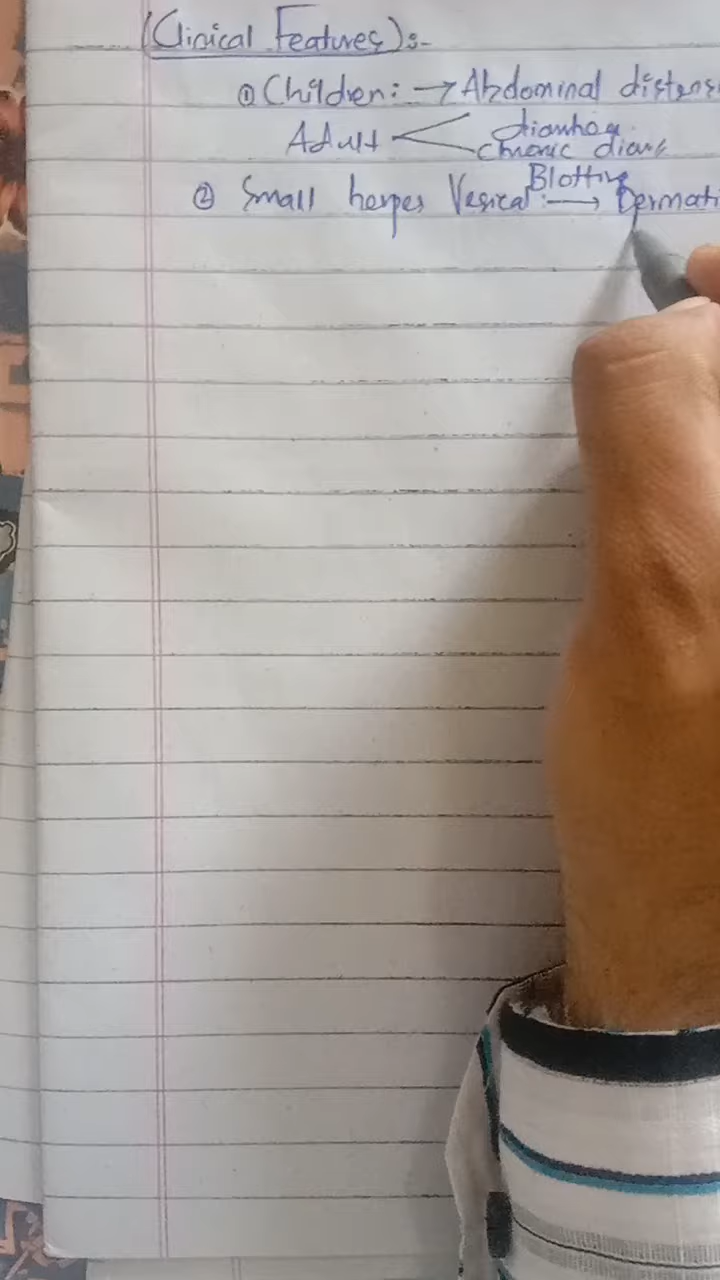 (Clinical Features):-
① Children: → Abdominal distens
Adult < diarrhoea
chronic diarr
Blotting
② Small herpes Vesical: → Dermati